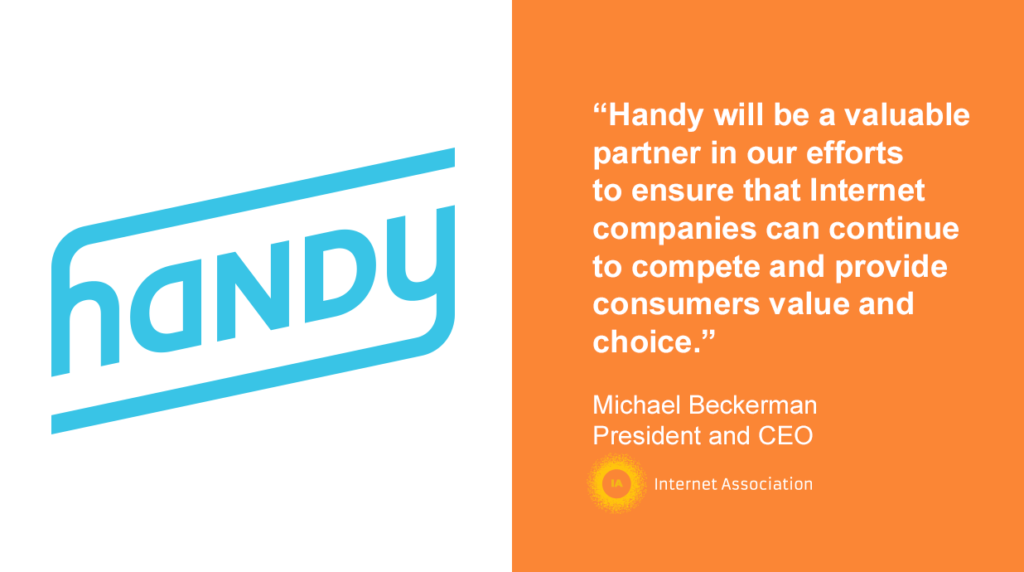 handy
“Handy will be a valuable
partner in our efforts
to ensure that Internet
companies can continue
to compete and provide
consumers value and
choice.”
Michael Beckerman
President and CEO
IA
Internet Association